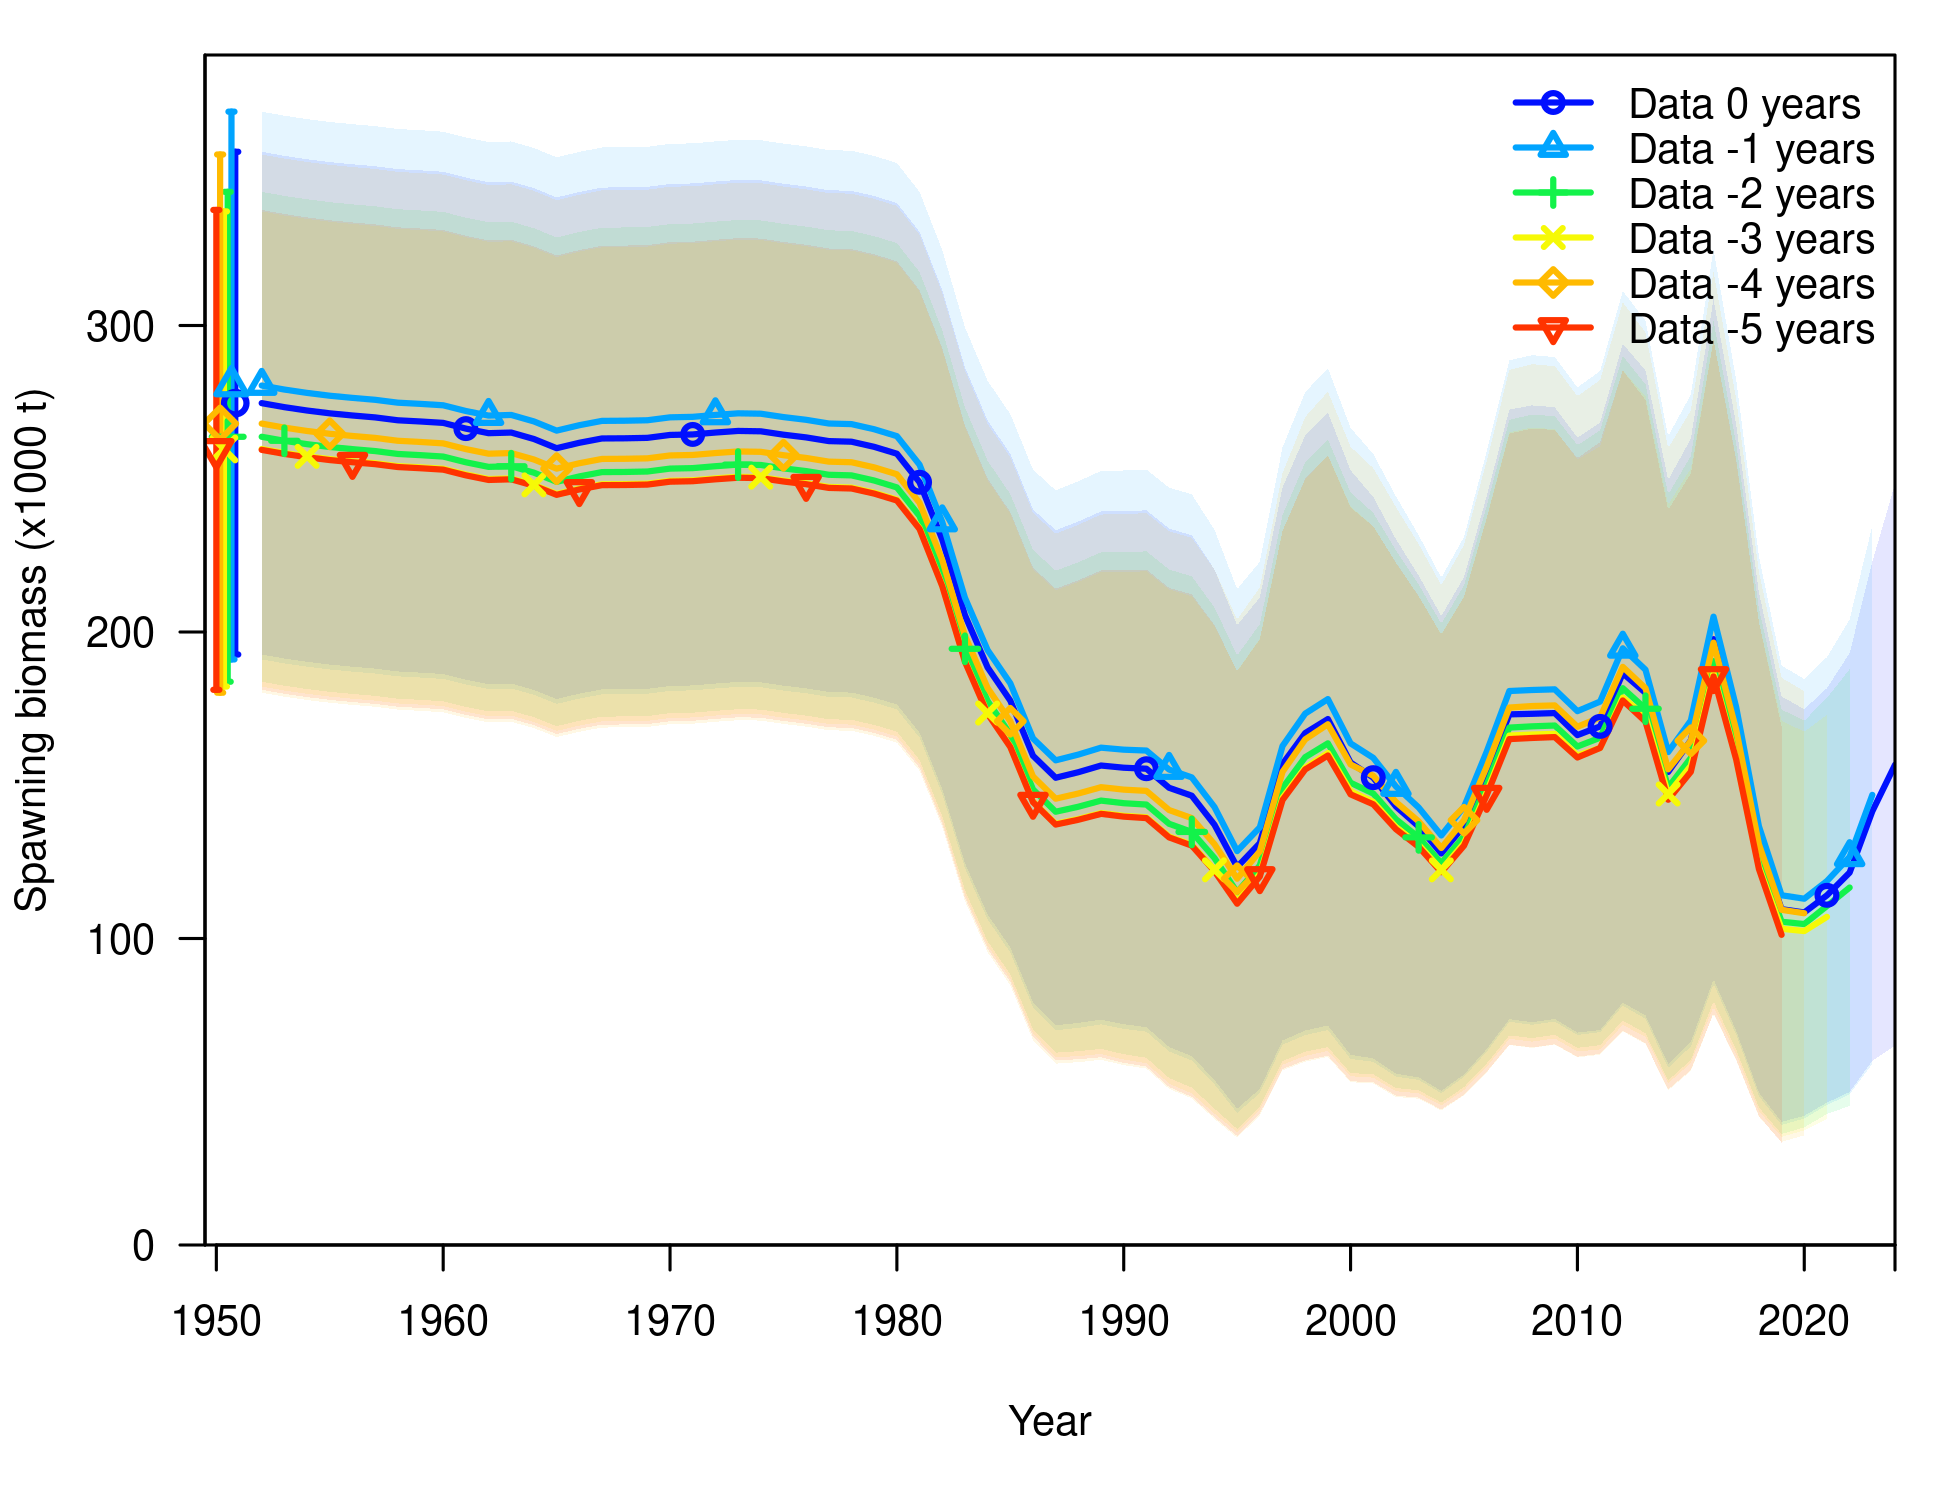 Data 0 years
Data -1 years
Data -2 years
Data -3 years
Data -4 years
Data -5 years
Spawning biomass (x1000 t)
300
200
100
0
1950 1960 1970 1980 1990 2000 2010 2020
Year